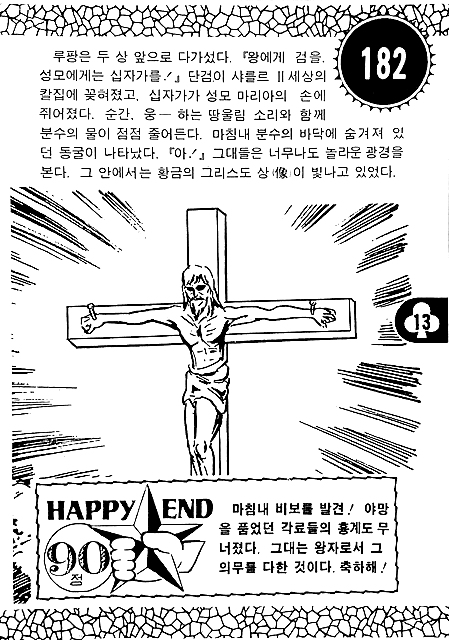 182
루팡은 두 상 앞으로 다가섰다. 『왕에게 검을,
성모에게는 십자가를!』 단검이 샤를르 Ⅱ세상의
칼집에 꽂혀졌고, 십자가가 성모 마리아의 손에
쥐어졌다. 순간, 웅— 하는 땅울림 소리와 함께
분수의 물이 점점 줄어든다. 마침내 분수의 바닥에 숨겨져 있
던 동굴이 나타났다. 『아!』 그대들은 너무나도 놀라운 광경을
본다. 그 안에서는 황금의 그리스도 상(像)이 빛나고 있었다.
13
HAPPY END
90
점
마침내 비보를 발견! 야망
을 품었던 각료들의 흉계도 무
너졌다. 그대는 왕자로서 그
의무를 다한 것이다. 축하해!